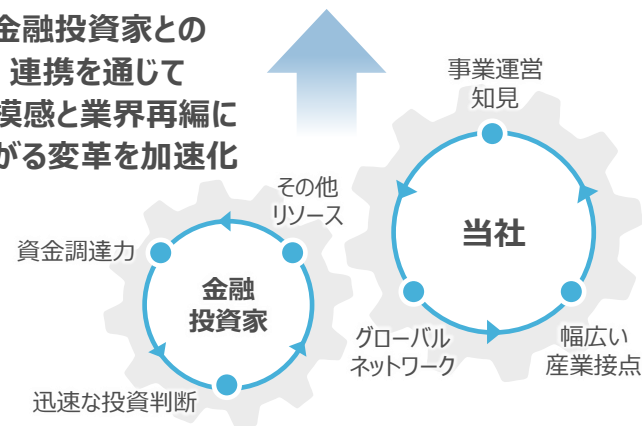 金融投資家との
連携を通じて
模感と業界再編に
がる変革を加速化
事業運営
知見
その他
リソース
当社
資金調達力
金融
投資家
グローバル
ネットワーク
幅広い
産業接点
迅速な投資判断